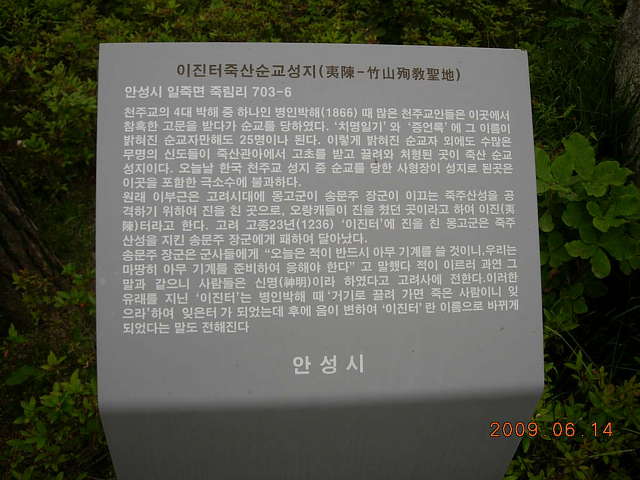 이진터죽산순교성지(夷陳-竹山殉教聖地)
안성시 일죽면 죽림리 703-6
천주교의 4대 박해 중 하나인 병인박해(1866) 때 많은 천주교인들은 이곳에서
참혹한 고문을 받다가 순교를 당하였다. '치명일기'와 '증언록'에 그 이름이
밝혀진 순교자만해도 25명이나 된다. 이렇게 밝혀진 순교자 외에도 수많은
무명의 신도들이 죽산관아에서 고초를 받고 끌려와 처형된 곳이 죽산 순교
성지이다. 오늘날 한국 천주교 성지 중 순교를 당한 사형장이 성지로 된곳은
이곳을 포함한 극소수에 불과하다.
원래 이부근은 고려시대에 몽고군이 송문주 장군이 이끄는 죽주산성을 공
격하기 위하여 진을 친 곳으로, 오랑캐들이 진을 쳤던 곳이라고 하여 이진(夷
陳)터라고 한다. 고려 고종23년(1236) '이진터'에 진을 친 몽고군은 죽주
산성을 지킨 송문주 장군에게 패하여 달아났다.
송문주 장군은 군사들에게 "오늘은 적이 반드시 아무 기계를 쓸 것이니,우리는
마땅히 아무 기계를 준비하여 응해야 한다" 고 말했다 적이 이르러 과연 그
말과 같으니 사람들은 신명(神明)이라 하였다고 고려사에 전한다.이러한
유래를 지닌 '이진터'는 병인박해 때 '거기로 끌려 가면 죽은 사람이니 잊
으라'하여 잊은터가 되었는데 후에 음이 변하여 '이진터'란 이름으로 바뀌게
되었다는 말도 전해진다
안성시
2009 06 14